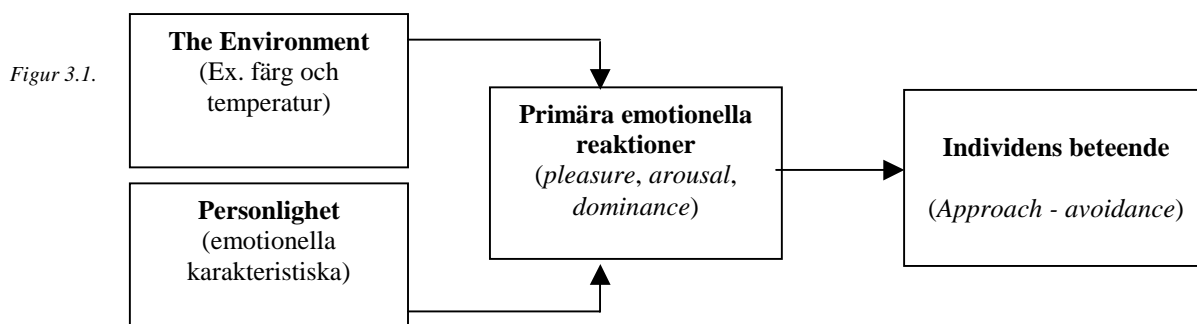 Figur 3.1.
The Environment
(Ex. färg och
temperatur)
Personlighet
(emotionella
karakteristiska)
Primära emotionella
reaktioner
(pleasure, arousal,
dominance)
Individens beteende
(Approach - avoidance)